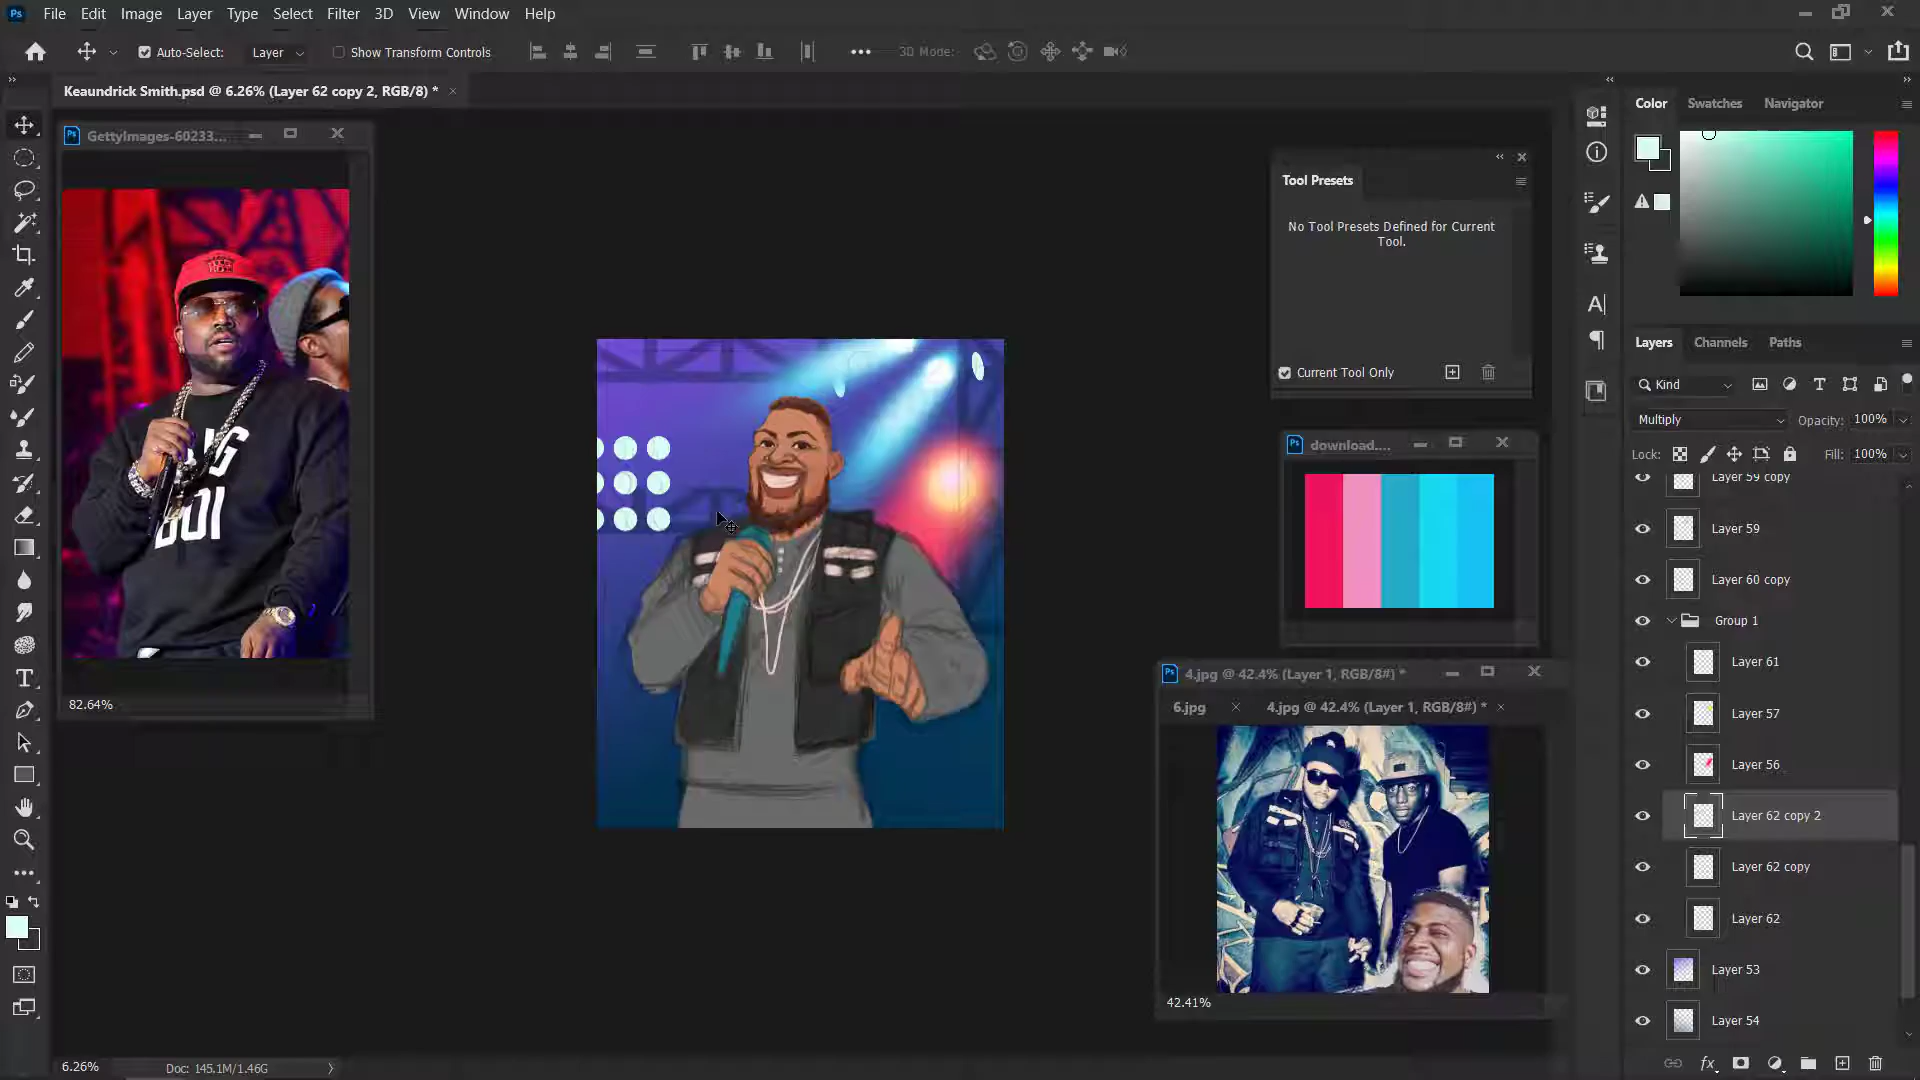 Ps File Edit Image Layer Type Select Filter 3D View Window Help
Auto-Select: Layer Show Transform Controls 3D Mode:
Keaundrick Smith.psd @ 6.26% (Layer 62 copy 2, RGB/8) *
Ps GettyImages-60233...
BOI
82.64%
Tool Presets
No Tool Presets Defined for Current
Tool.
Current Tool Only
Ps download....
Ps 4.jpg @ 42.4% (Layer 1, RGB/8#) *
6.jpg 4.jpg @ 42.4% (Layer 1, RGB/8#) *
42.41%
Color Swatches Navigator
Layers Channels Paths
Kind
Multiply Opacity: 100%
Lock: Fill: 100%
Layer 59 copy
Layer 59
Layer 60 copy
Group 1
Layer 61
Layer 57
Layer 56
Layer 62 copy 2
Layer 62 copy
Layer 62
Layer 53
Layer 54
fx
6.26% Doc: 145.1M/1.46G